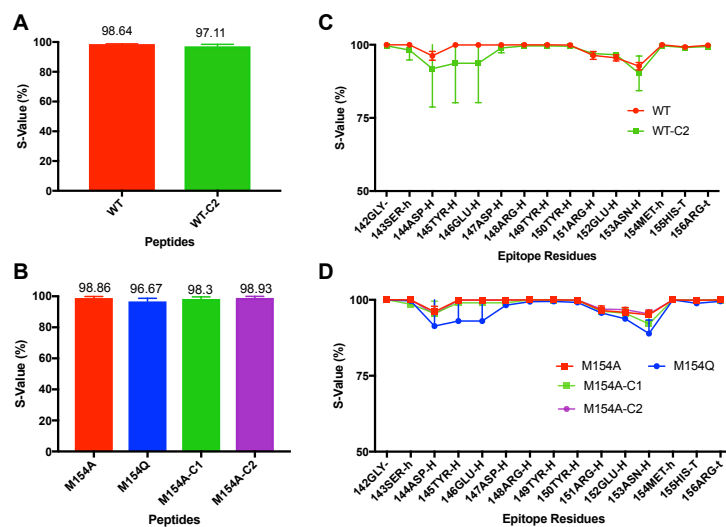 A
98.64
97.11
100
80
60
40
20
0
S-Value (%)
WT
WT-C2
Peptides
C
100
75
50
S-Value (%)
WT
WT-C2
142GLY-
143SER-h
144ASP-H
145TYR-H
146GLU-H
147ASP-H
148ARG-H
149TYR-H
150TYR-H
151ARG-H
152GLU-H
153ASN-H
154MET-h
155HIS-T
156ARG-t
Epitope Residues
B
98.86
96.67
98.3
98.93
100
80
60
40
20
0
S-Value (%)
M154A
M154Q
M154A-C1
M154A-C2
Peptides
D
100
75
50
S-Value (%)
M154A
M154Q
M154A-C1
M154A-C2
142GLY-
143SER-h
144ASP-H
145TYR-H
146GLU-H
147ASP-H
148ARG-H
149TYR-H
150TYR-H
151ARG-H
152GLU-H
153ASN-H
154MET-h
155HIS-T
156ARG-t
Epitope Residues